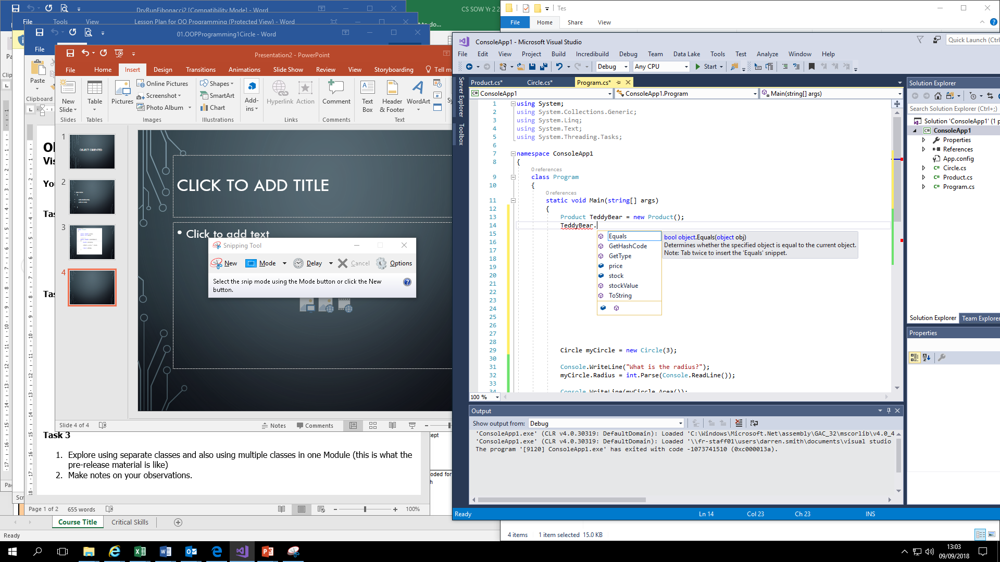 DryRunFibonacci2 [Compatibility Mode] - Word
CS SOW Yr 2 2
File Tools View Lesson Plan for OO Programming (Protected View) - Word
01.OOPProgramming1Circle - Word
File
Paste
Clipboard
Presentation2 - PowerPoint
File Home Insert Design Transitions Animations Slide Show Review View Storyboarding Tell m
New Slide
Slides
Table
Tables
Pictures
Online Pictures
Screenshot
Photo Album
Images
Shapes
SmartArt
Chart
Illustrations
Add-ins
Hyperlink Action
Links
Comment
Comments
Text Box
Header & Footer
WordArt
Text
1
OBJECT ORIENTED
2
3
4
CLICK TO ADD TITLE
• Click to add text
Snipping Tool
New Mode Delay Cancel Options
Select the snip mode using the Mode button or click the New
button.
Slide 4 of 4
Notes Comments
Task 3
1. Explore using separate classes and also using multiple classes in one Module (this is what the
pre-release material is like)
2. Make notes on your observations.
Page 1 of 2 655 words 100%
Course Title Critical Skills
Ready
Tes
File Home Share View
ConsoleApp1 - Microsoft Visual Studio
Quick Launch (Ctrl
File Edit View Project Build Incredibuild Debug Team Data Lake Tools Test Analyze Window Help
Debug Any CPU Start
Server Explorer
Toolbox
Product.cs* Circle.cs* Program.cs*
ConsoleApp1 ConsoleApp1.Program Main(string[] args)
1 using System;
2 using System.Collections.Generic;
3 using System.Linq;
4 using System.Text;
5 using System.Threading.Tasks;
6
7 namespace ConsoleApp1
8 {
0 references
9 class Program
10 {
0 references
11 static void Main(string[] args)
12 {
13 Product TeddyBear = new Product();
14 TeddyBear.
15
16
17
18
19
20
21
22
23
24
25
26
27
28
29 Circle myCircle = new Circle(3);
30
31 Console.WriteLine("What is the radius?");
32 myCircle.Radius = int.Parse(Console.ReadLine());
33
34 Console.WriteLine(myCircle.Area());
Equals
GetHashCode
GetType
price
stock
stockValue
ToString
bool object.Equals(object obj)
Determines whether the specified object is equal to the current object.
Note: Tab twice to insert the 'Equals' snippet.
100 %
Output
Show output from: Debug
'ConsoleApp1.exe' (CLR v4.0.30319: DefaultDomain): Loaded 'C:\Windows\Microsoft.Net\assembly\GAC_32\mscorlib\v4.0_4
'ConsoleApp1.exe' (CLR v4.0.30319: DefaultDomain): Loaded '\\fr-staff01\users\darren.smith\documents\visual studio
The program '[9120] ConsoleApp1.exe' has exited with code -1073741510 (0xc000013a).
Ready Ln 14 Col 23 Ch 23 INS
Solution Explorer
Search Solution Explorer (Ctrl+;)
Solution 'ConsoleApp1' (1 p
ConsoleApp1
Properties
References
App.config
Circle.cs
Product.cs
Program.cs
Solution Explorer Team Explorer
Properties
4 items 1 item selected 15.0 KB
13:03
09/09/2018